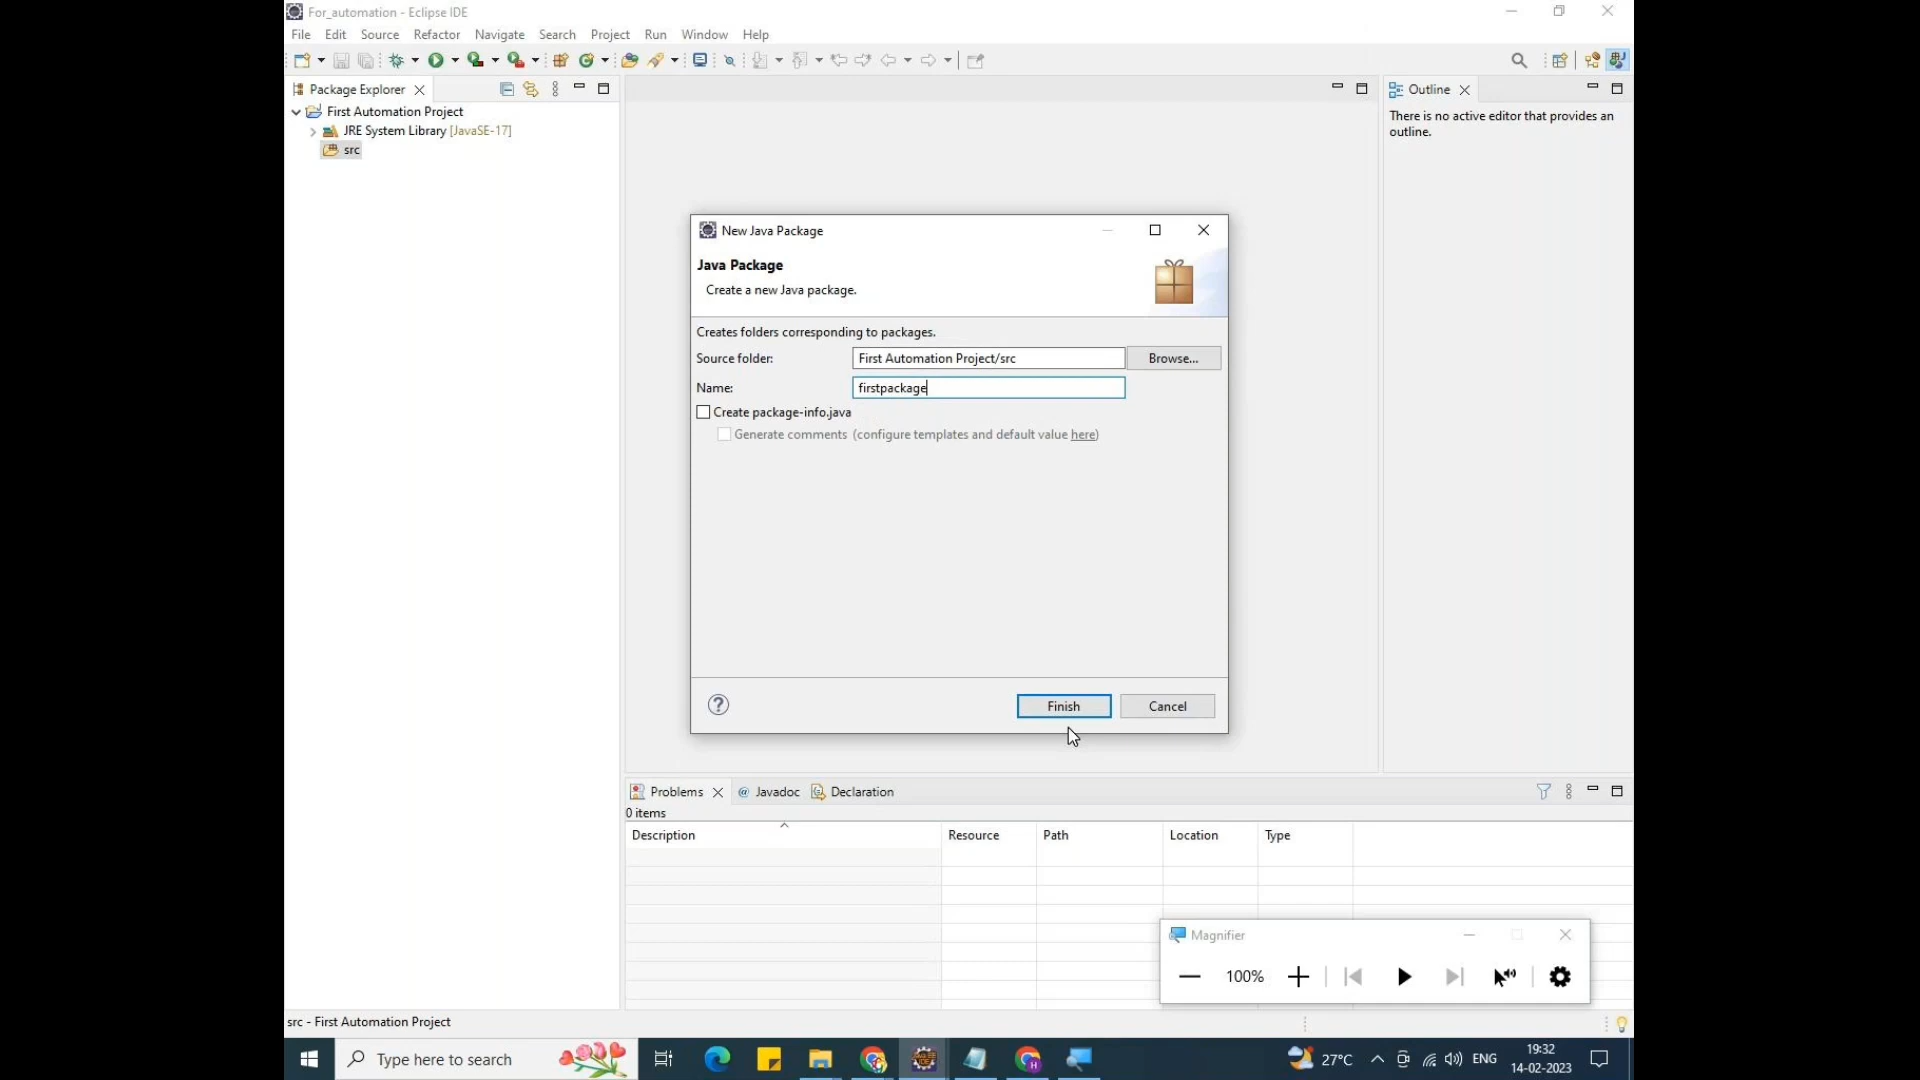 For_automation - Eclipse IDE
File Edit Source Refactor Navigate Search Project Run Window Help
Package Explorer
Outline
First Automation Project
JRE System Library [JavaSE-17]
src
There is no active editor that provides an
outline.
New Java Package
Java Package
Create a new Java package.
Creates folders corresponding to packages.
Source folder: First Automation Project/src Browse...
Name: firstpackage
Create package-info.java
Generate comments (configure templates and default value here)
Finish Cancel
Problems Javadoc Declaration
0 items
Description Resource Path Location Type
Magnifier
100%
src - First Automation Project
Type here to search
27°C ENG
19:32
14-02-2023